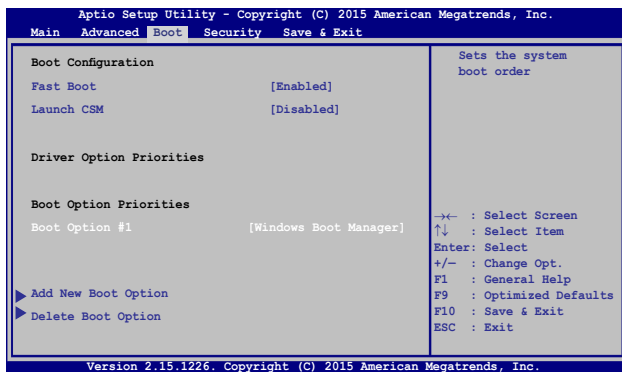 Aptio Setup Utility - Copyright (C) 2015 American Megatrends, Inc.
Main Advanced Boot Security Save & Exit
Boot Configuration
Fast Boot [Enabled]
Launch CSM [Disabled]
Driver Option Priorities
Boot Option Priorities
Boot Option #1 [Windows Boot Manager]
Add New Boot Option
Delete Boot Option
Sets the system
boot order
→← : Select Screen
↑↓ : Select Item
Enter: Select
+/— : Change Opt.
F1 : General Help
F9 : Optimized Defaults
F10 : Save & Exit
ESC : Exit
Version 2.15.1226. Copyright (C) 2015 American Megatrends, Inc.